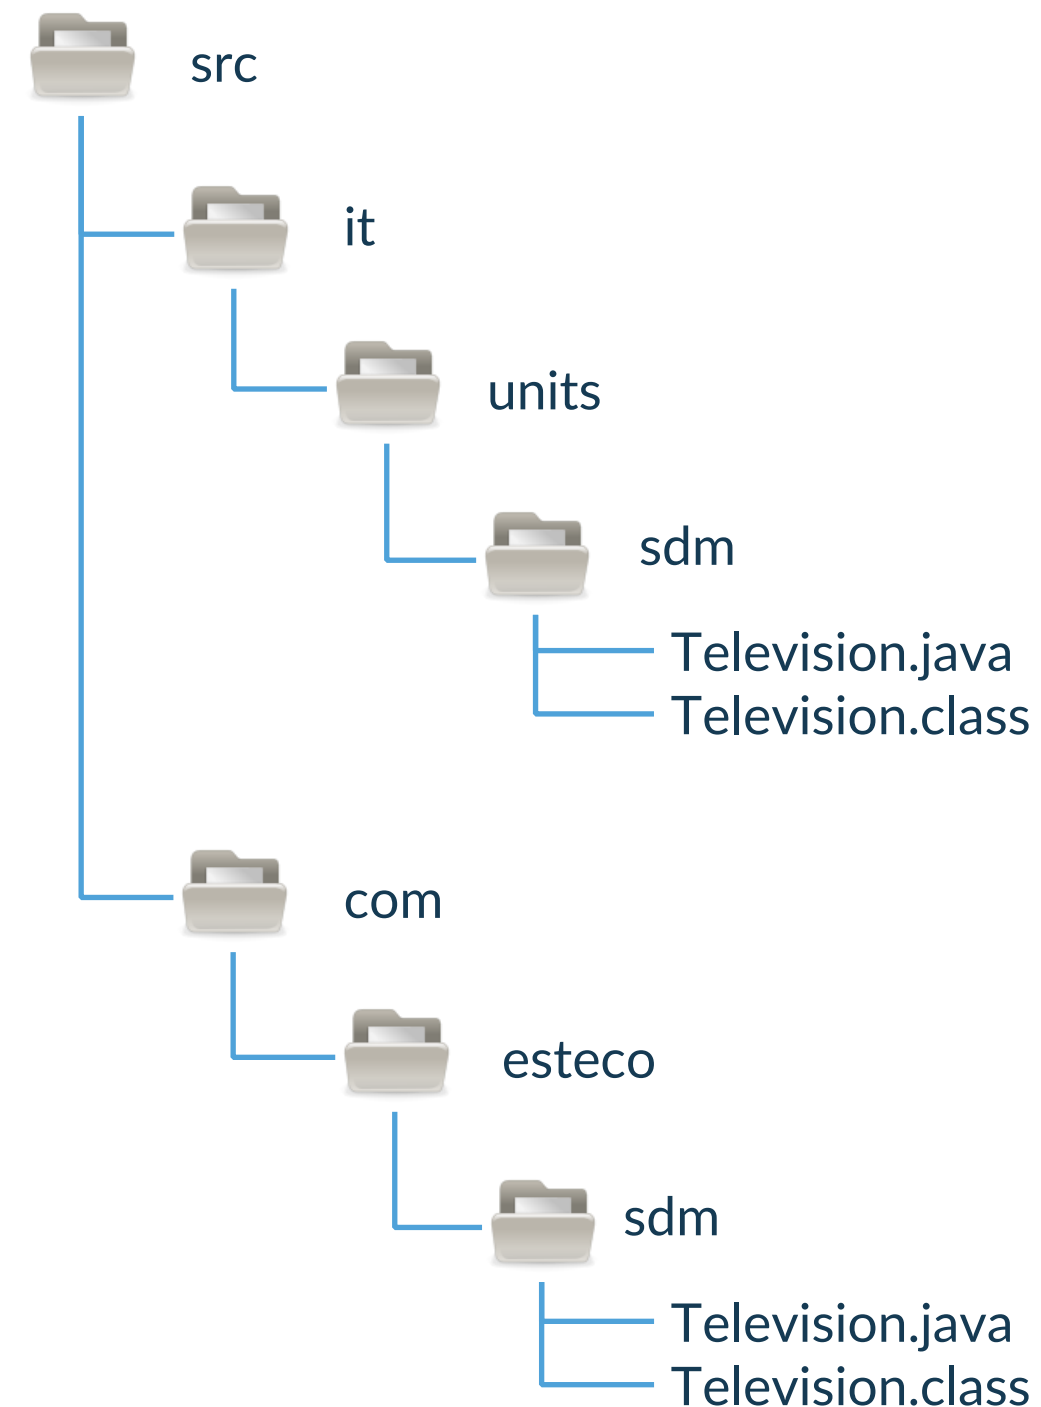 src
it
units
sdm
Television.java
Television.class
com
esteco
sdm
Television.java
Television.class